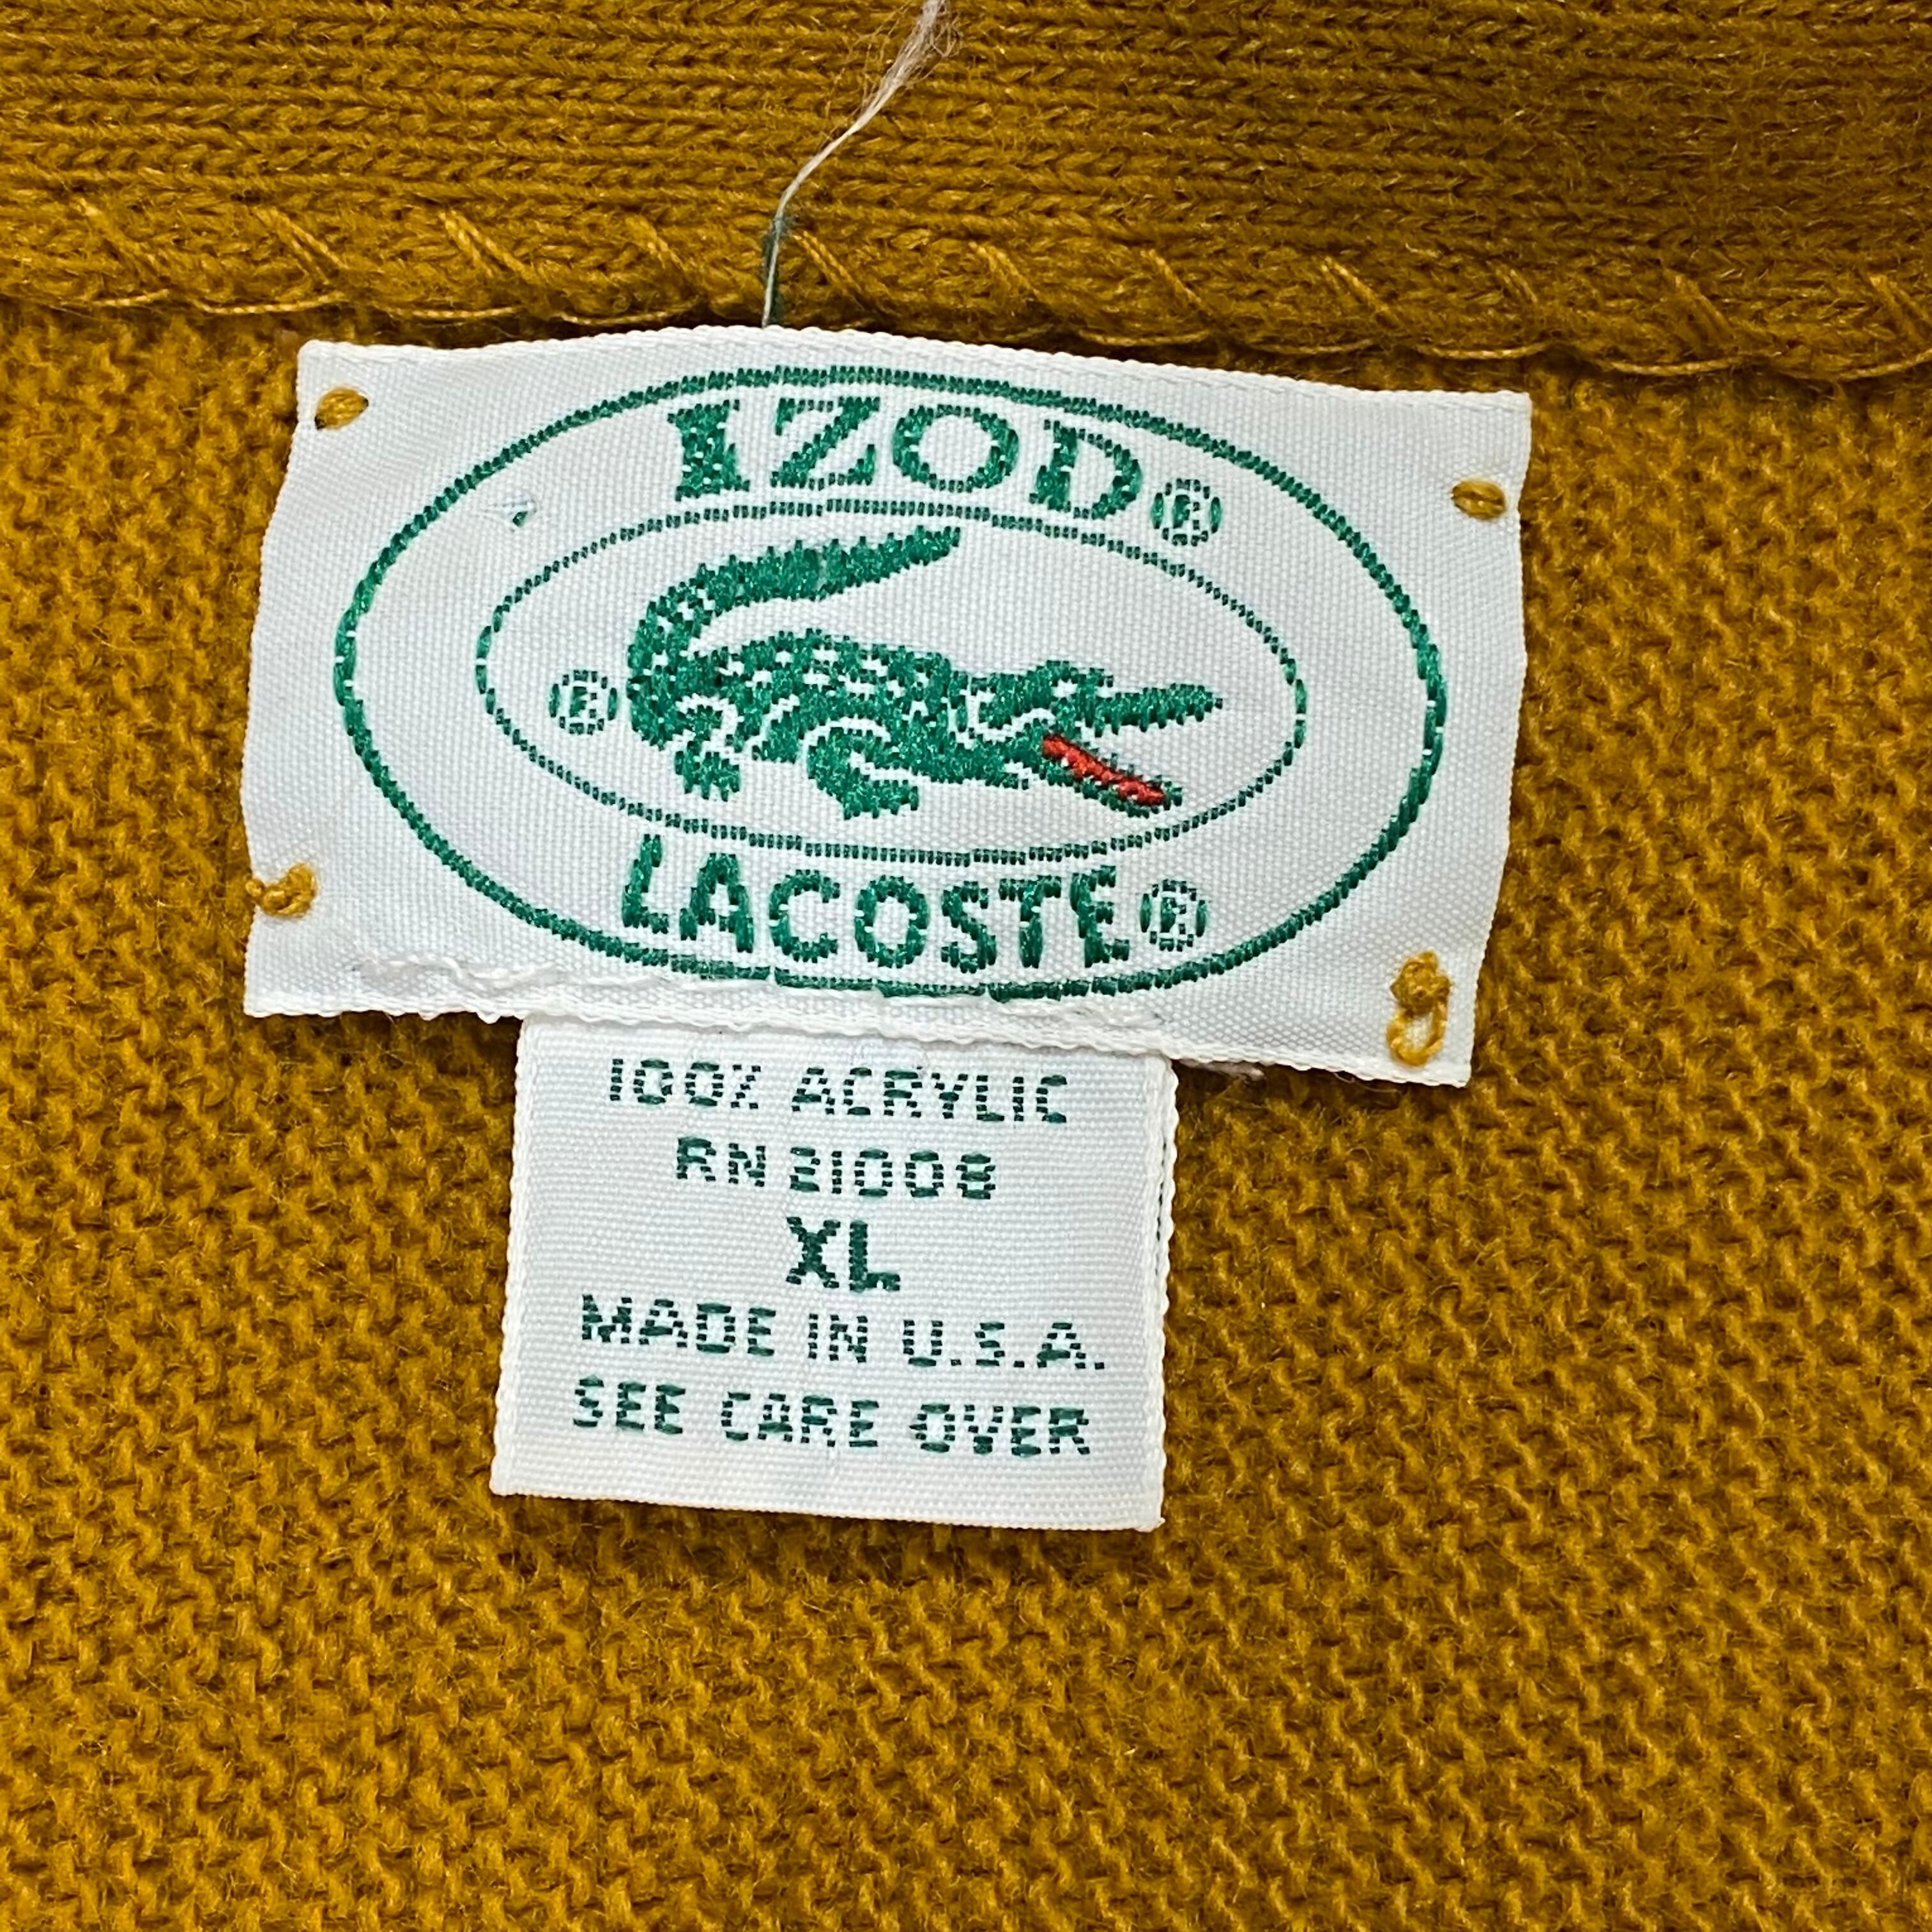 IZOD®
®
LACOSTE®
100% ACRYLIC
RN 21008
XL
MADE IN U.S.A.
SEE CARE OVER